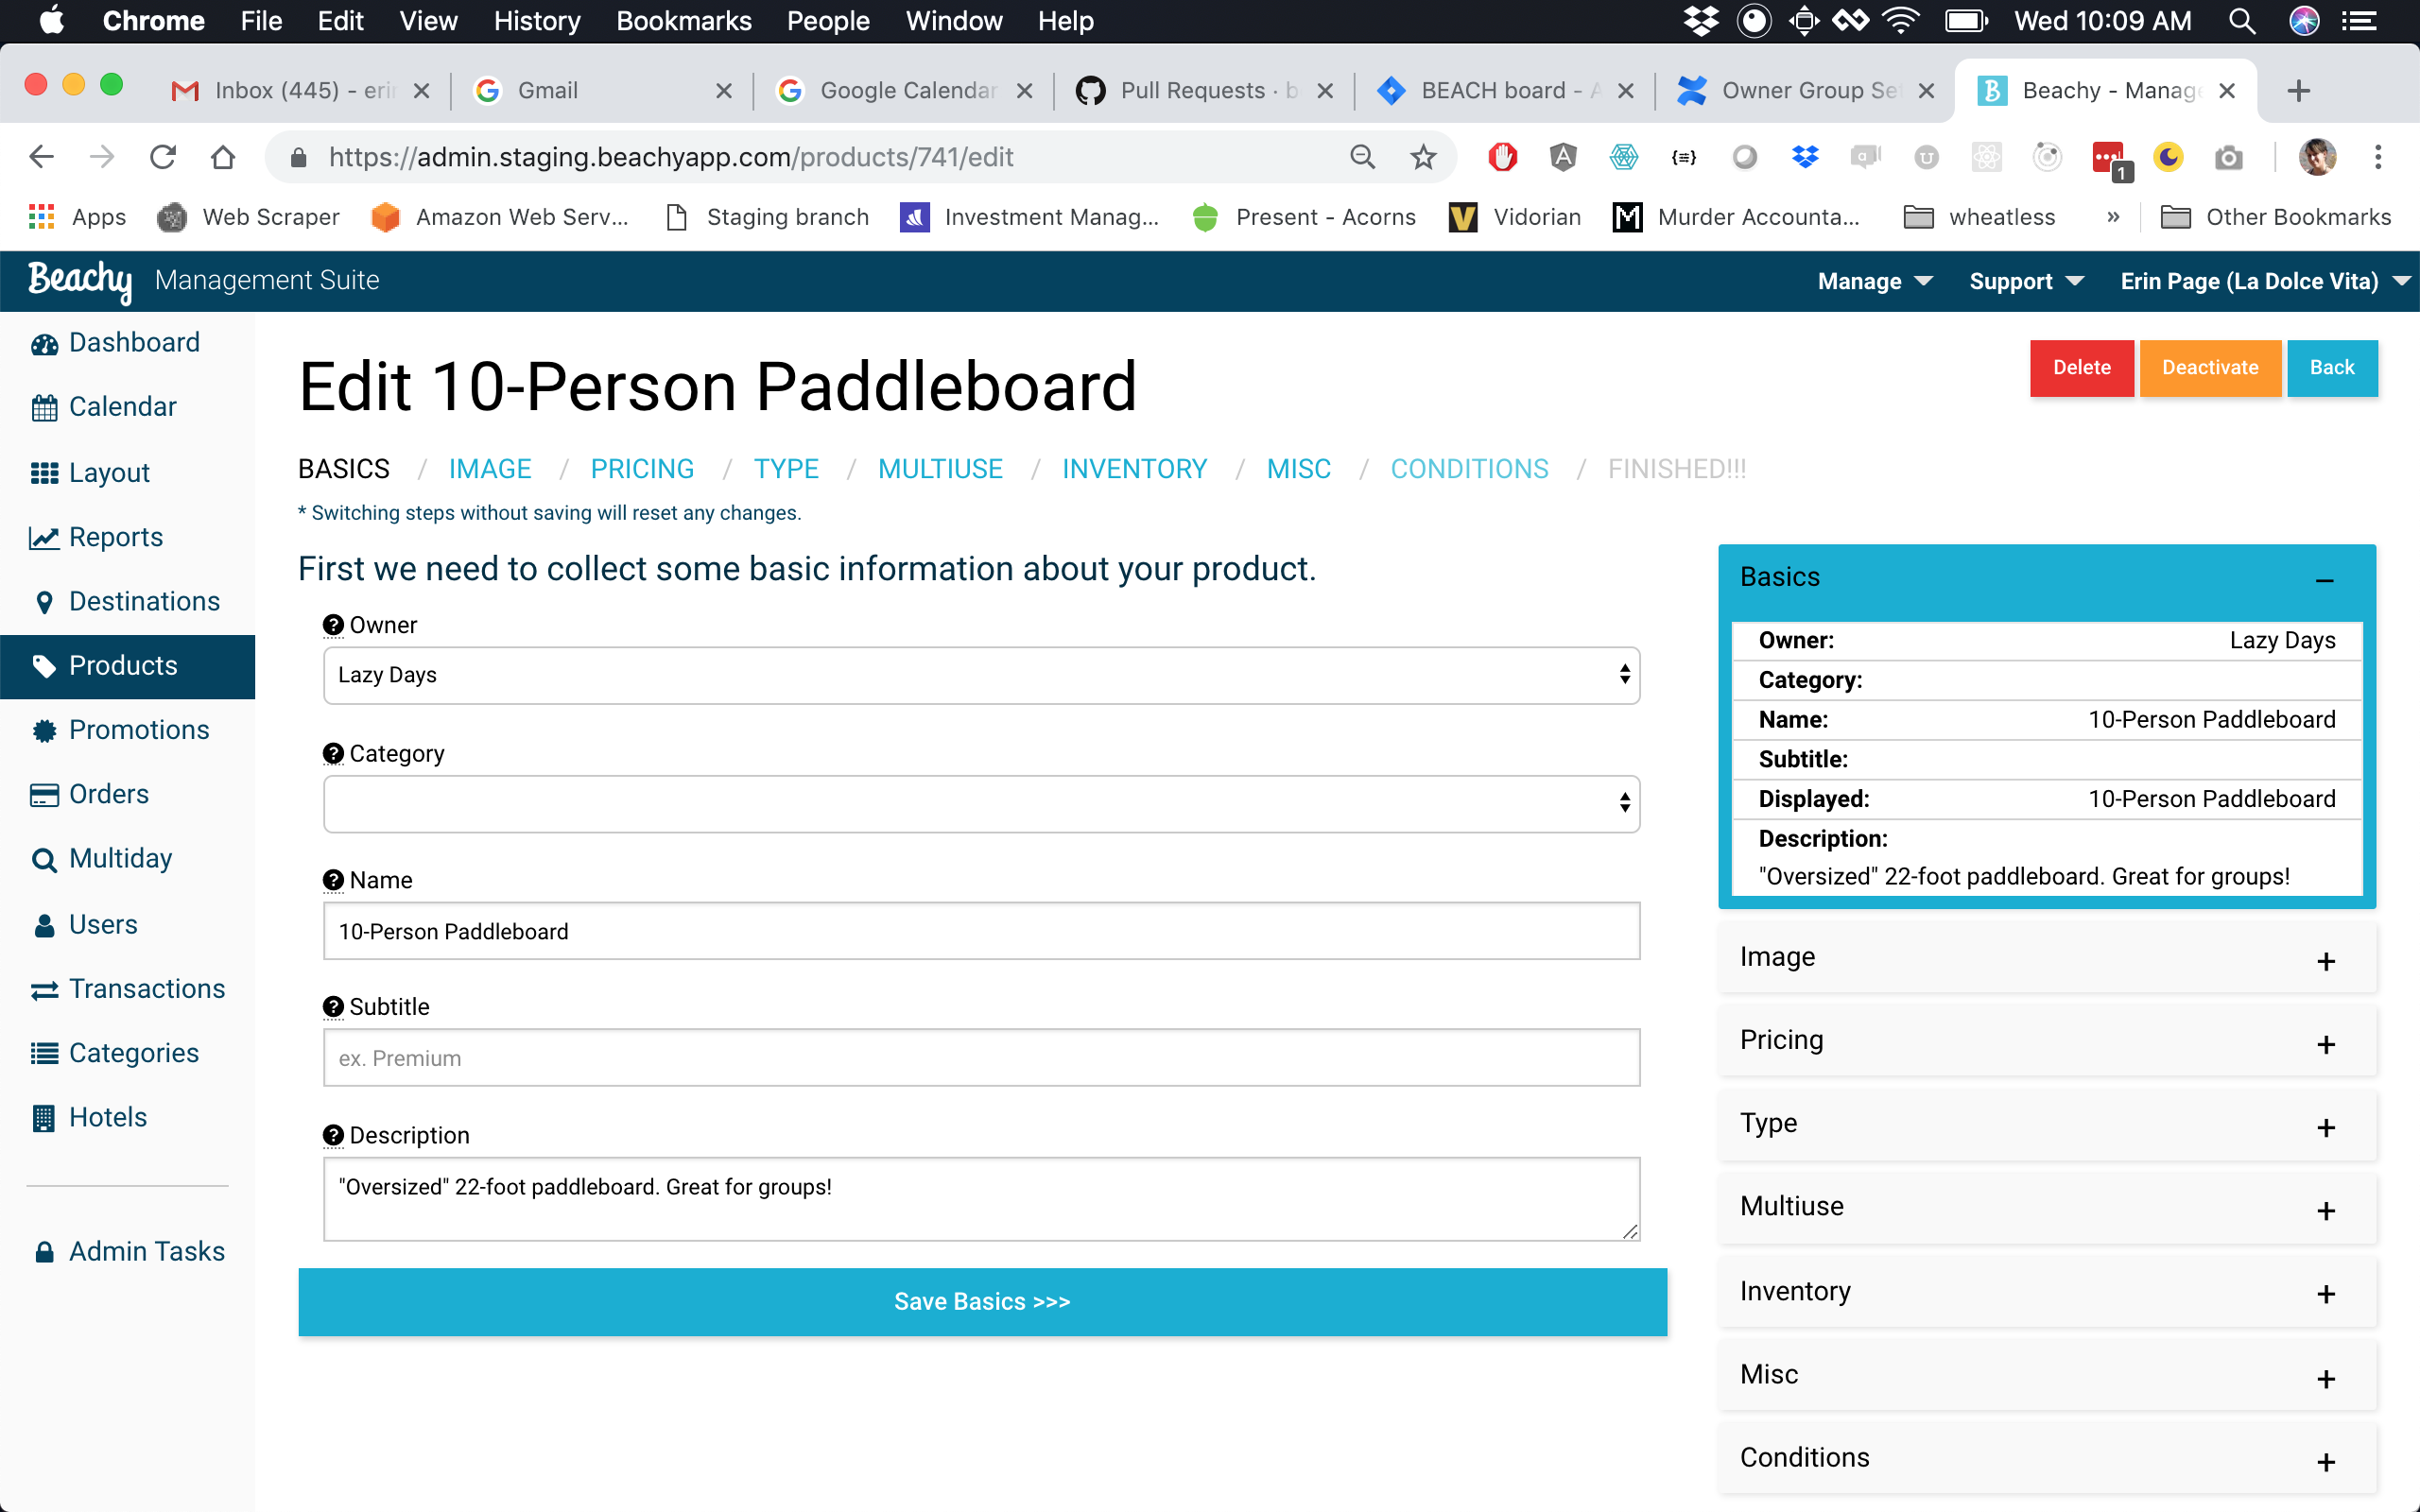 Chrome File Edit View History Bookmarks People Window Help Wed 10:09 AM
Inbox (445) - erin Gmail Google Calendar Pull Requests · b BEACH board - A Owner Group Set Beachy - Manage
https://admin.staging.beachyapp.com/products/741/edit
1
Apps Web Scraper Amazon Web Serv... Staging branch Investment Manag... Present - Acorns Vidorian Murder Accounta... wheatless » Other Bookmarks
Beachy Management Suite Manage Support Erin Page (La Dolce Vita)
Dashboard
Calendar
Layout
Reports
Destinations
Products
Promotions
Orders
Multiday
Users
Transactions
Categories
Hotels
Admin Tasks
Edit 10-Person Paddleboard
Delete Deactivate Back
BASICS / IMAGE / PRICING / TYPE / MULTIUSE / INVENTORY / MISC / CONDITIONS / FINISHED!!!
* Switching steps without saving will reset any changes.
First we need to collect some basic information about your product.
Owner
Lazy Days
Category
Name
10-Person Paddleboard
Subtitle
ex. Premium
Description
"Oversized" 22-foot paddleboard. Great for groups!
Save Basics >>>
Basics –
Owner: Lazy Days
Category:
Name: 10-Person Paddleboard
Subtitle:
Displayed: 10-Person Paddleboard
Description:
"Oversized" 22-foot paddleboard. Great for groups!
Image +
Pricing +
Type +
Multiuse +
Inventory +
Misc +
Conditions +